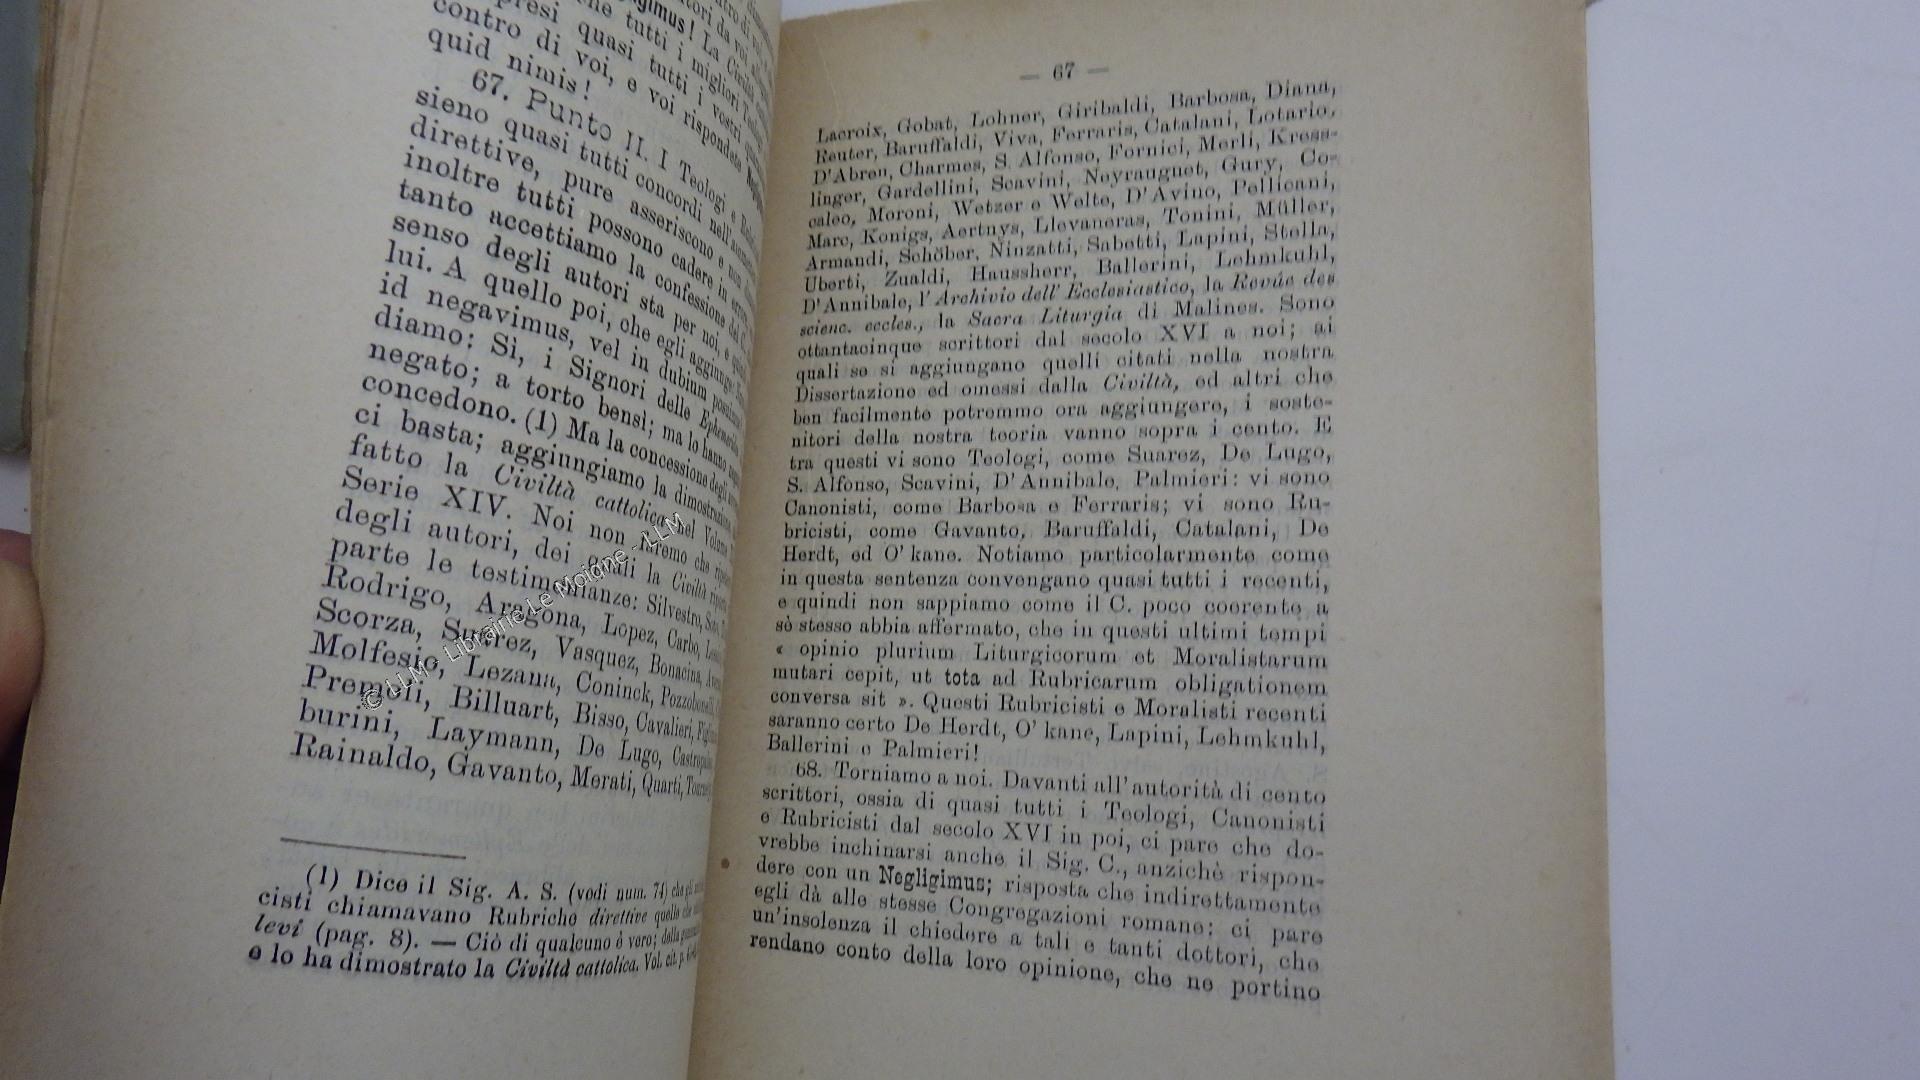 contro di voi, e voi rispondete
quid nimis!
67. Punto II. I Teologi e
sieno quasi tutti concordi nell'
direttive, pure asseriscono e non
inoltre tutti possono cadere in errore
tanto accettiamo la confessione del C.
senso degli autori sta per noi, e
lui. A quello poi, che egli aggiunge:
id negavimus, vel in dubium
diamo: Sì, i Signori delle Ephemerides
negato; a torto bensì; ma lo hanno
concedono. (1) Ma la concessione degli
ci basta; aggiungiamo la dimostrazione
fatto la Civiltà cattolica nel Volume
Serie XIV. Noi non faremo che
degli autori, dei quali la Civiltà
parte le testimonianze: Silvestro,
Rodrigo, Aragona, Lopez, Carbo,
Scorza, Suarez, Vasquez, Bonacina,
Molfesio, Lezana, Coninck, Pozzobonelli,
Premoli, Billuart, Bisso, Cavalieri,
burini, Laymann, De Lugo,
Rainaldo, Gavanto, Merati, Quarti,
(1) Dice il Sig. A. S. (vedi num. 74) che gli
cisti chiamavano Rubriche direttive quelle che
levi (pag. 8). — Ciò di qualcuno è vero; della
e lo ha dimostrato la Civiltà cattolica. Vol. cit. p.
© LLM - Librairie Le Moigne - LLM
— 67 —
Lacroix, Gobat, Lohner, Giribaldi, Barbosa, Diana,
Reuter, Baruffaldi, Viva, Ferraris, Catalani, Lotario,
D'Abren, Charmes, S. Alfonso, Fornici, Merli, Kress-
linger, Gardellini, Scavini, Neyrauguet, Gury, Co-
caleo, Moroni, Wetzer e Welte, D'Avino, Pellicani,
Marc, Konigs, Aertnys, Llevaneras, Tonini, Müller,
Armandi, Schöber, Ninzatti, Sabetti, Lapini, Stella,
Uberti, Zualdi, Haussherr, Ballerini, Lehmkuhl,
D'Annibale, l'Archivio dell'Ecclesiastico, la Revúe des
scienc. eccles., la Sacra Liturgia di Malines. Sono
ottantacinque scrittori dal secolo XVI a noi; ai
quali se si aggiungano quelli citati nella nostra
Dissertazione ed omessi dalla Civiltà, ed altri che
ben facilmente potremmo ora aggiungere, i soste-
nitori della nostra teoria vanno sopra i cento. E
tra questi vi sono Teologi, come Suarez, De Lugo,
S. Alfonso, Scavini, D'Annibale, Palmieri: vi sono
Canonisti, come Barbosa e Ferraris; vi sono Ru-
bricisti, come Gavanto, Baruffaldi, Catalani, De
Herdt, ed O' kane. Notiamo particolarmente come
in questa sentenza convengano quasi tutti i recenti,
e quindi non sappiamo come il C. poco coerente a
sè stesso abbia affermato, che in questi ultimi tempi
« opinio plurium Liturgicorum et Moralistarum
mutari cepit, ut tota ad Rubricarum obligationem
conversa sit ». Questi Rubricisti e Moralisti recenti
saranno certo De Herdt, O' kane, Lapini, Lehmkuhl,
Ballerini e Palmieri!
68. Torniamo a noi. Davanti all'autorità di cento
scrittori, ossia di quasi tutti i Teologi, Canonisti
e Rubricisti dal secolo XVI in poi, ci pare che do-
vrebbe inchinarsi anche il Sig. C., anzichè rispon-
dere con un Negligimus; risposta che indirettamente
egli dà alle stesse Congregazioni romane: ci pare
un'insolenza il chiedere a tali e tanti dottori, che
rendano conto della loro opinione, che ne portino